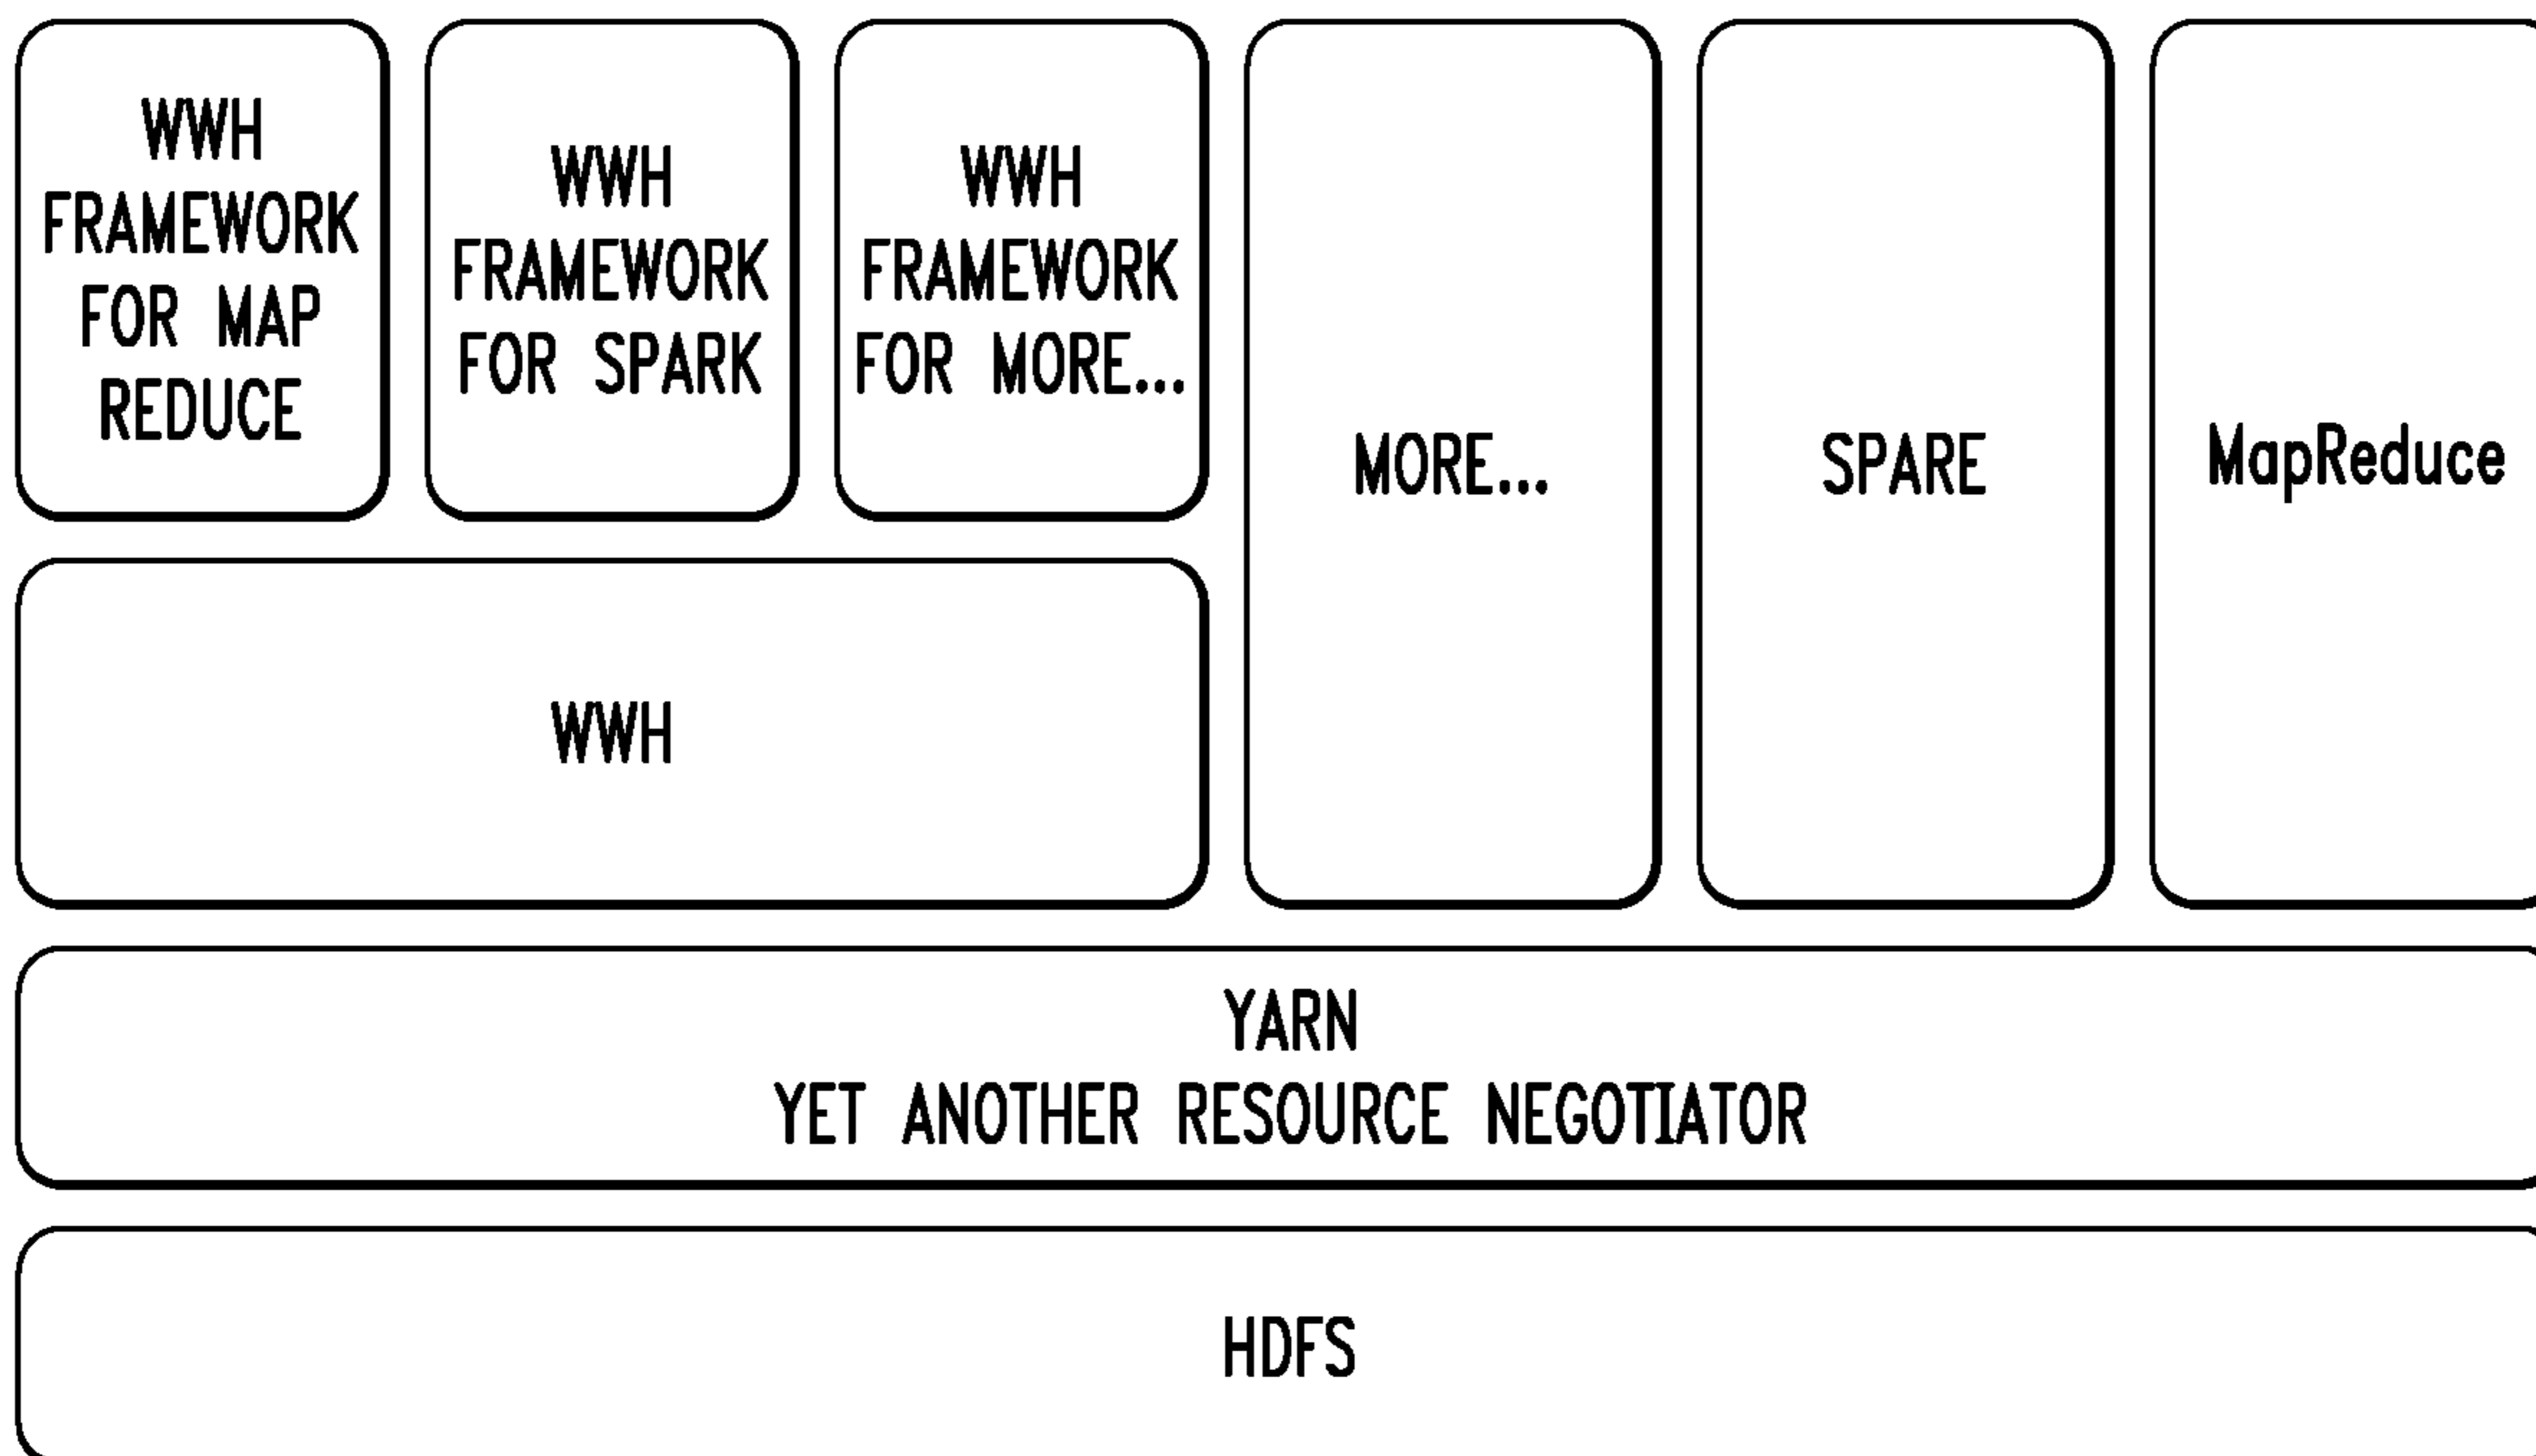 WWH
FRAMEWORK
FOR MAP
REDUCE
WWH
FRAMEWORK
FOR SPARK
WWH
FRAMEWORK
FOR MORE...
MORE...
SPARE
MapReduce
WWH
YARN
YET ANOTHER RESOURCE NEGOTIATOR
HDFS